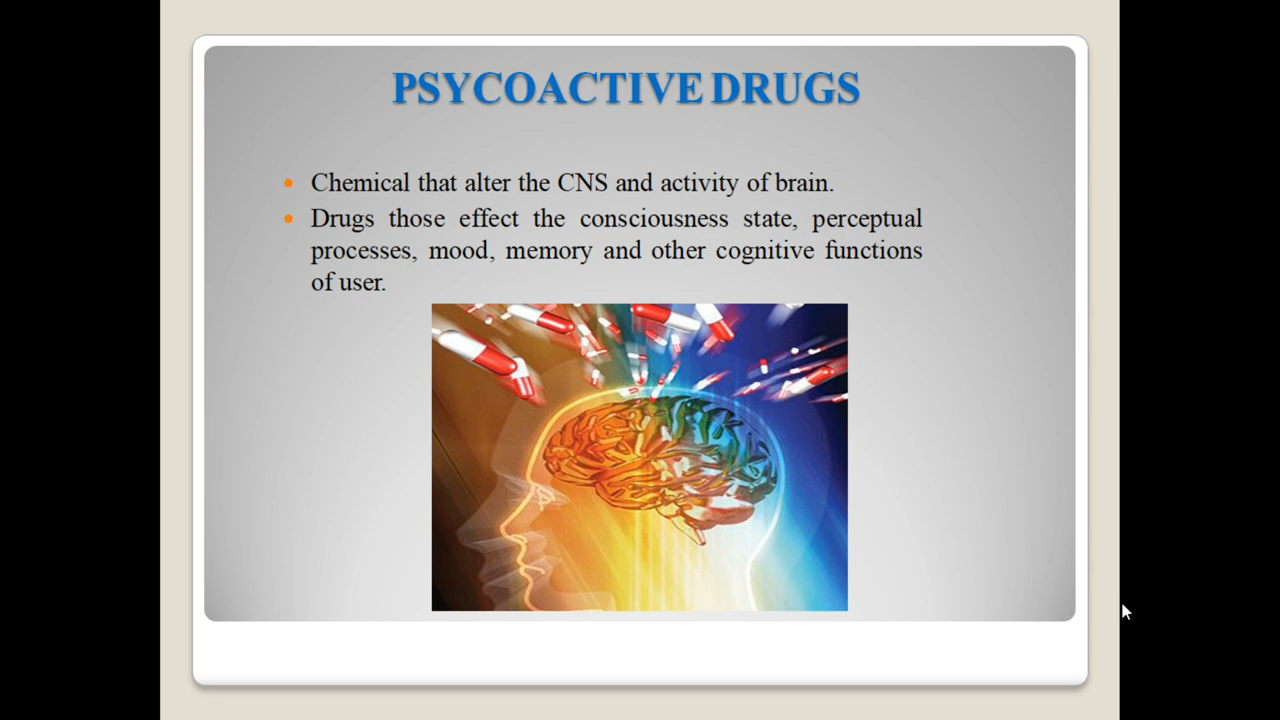 PSYCOACTIVE DRUGS
Chemical that alter the CNS and activity of brain.
Drugs those effect the consciousness state, perceptual
processes, mood, memory and other cognitive functions
of user.